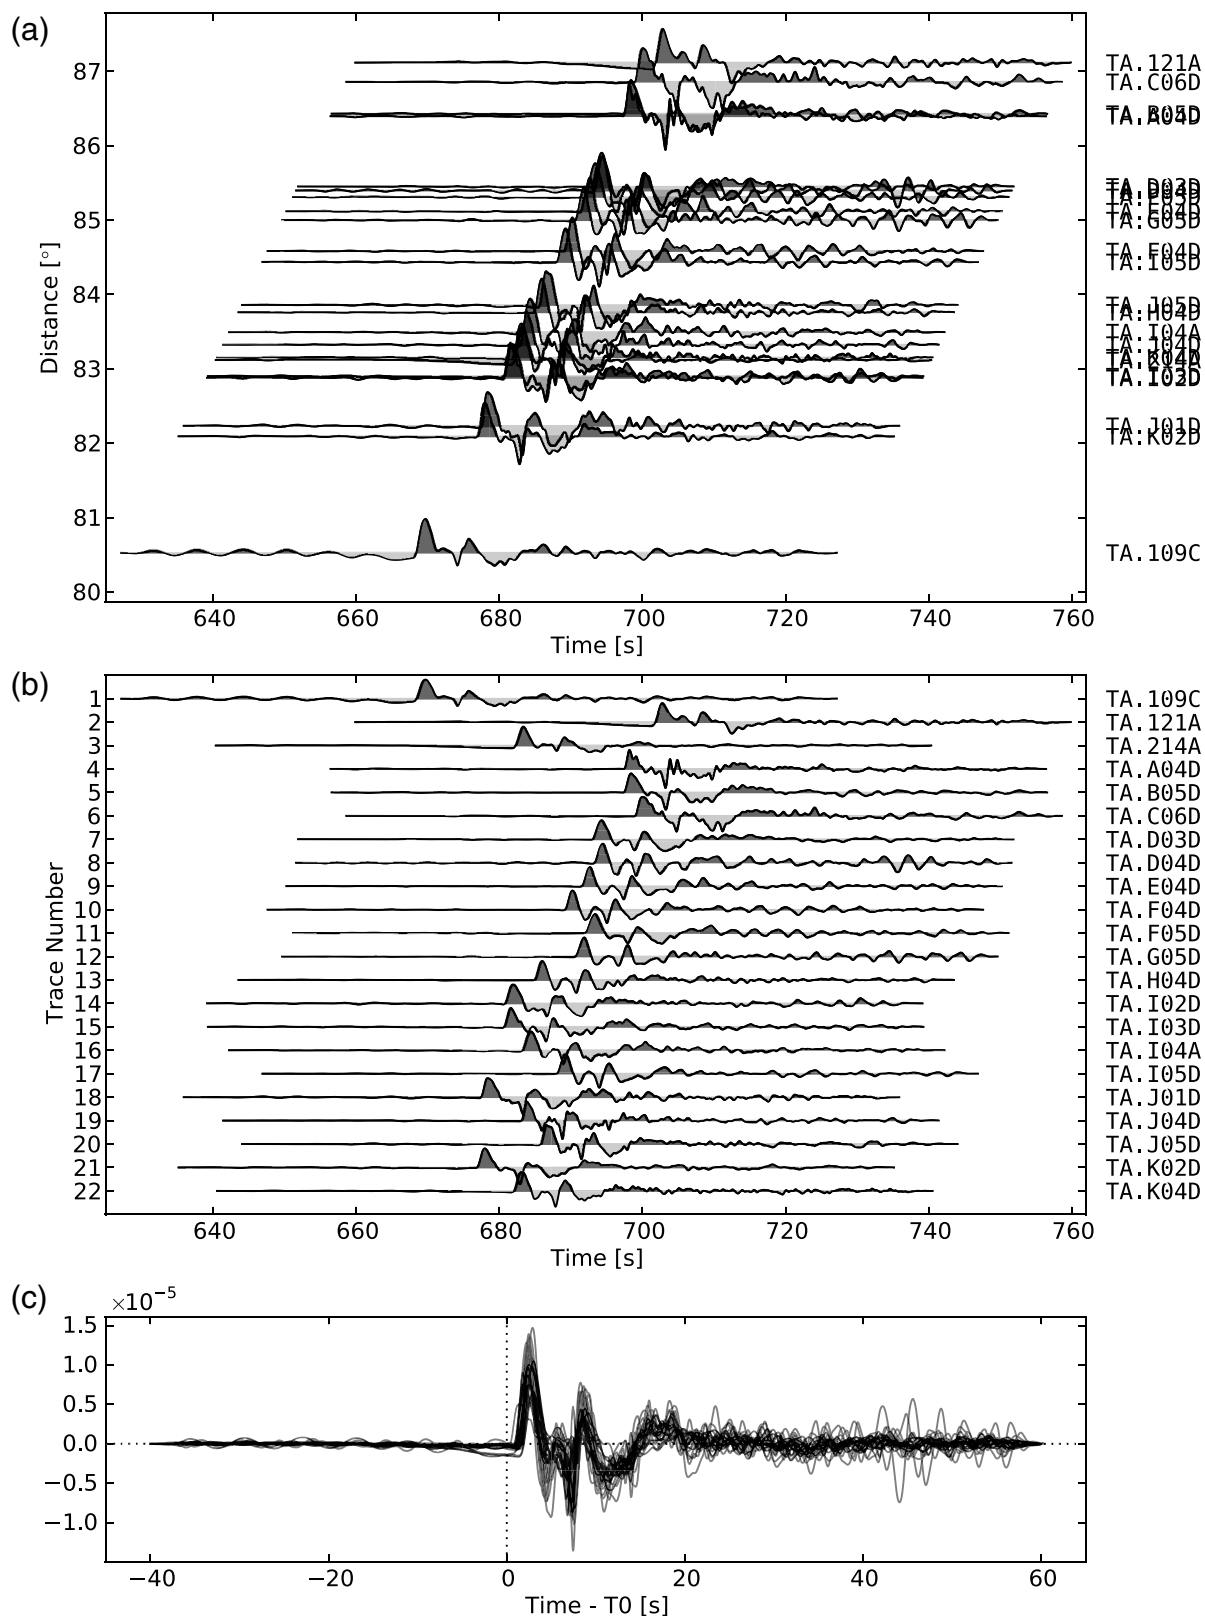 (a)
87
86
85
84
83
82
81
80
Distance [°]
TA.121A
TA.C06D
TA.A04D
TA.D03D
TA.G05D
TA.F04D
TA.I05D
TA.J05D
TA.H04D
TA.I04A
TA.J04D
TA.J01D
TA.K02D
TA.109C
640 660 680 700 720 740 760
Time [s]
(b)
Trace Number
1 TA.109C
2 TA.121A
3 TA.214A
4 TA.A04D
5 TA.B05D
6 TA.C06D
7 TA.D03D
8 TA.D04D
9 TA.E04D
10 TA.F04D
11 TA.F05D
12 TA.G05D
13 TA.H04D
14 TA.I02D
15 TA.I03D
16 TA.I04A
17 TA.I05D
18 TA.J01D
19 TA.J04D
20 TA.J05D
21 TA.K02D
22 TA.K04D
640 660 680 700 720 740 760
Time [s]
(c)
×10⁻⁵
1.5
1.0
0.5
0.0
−0.5
−1.0
−40 −20 0 20 40 60
Time - T0 [s]